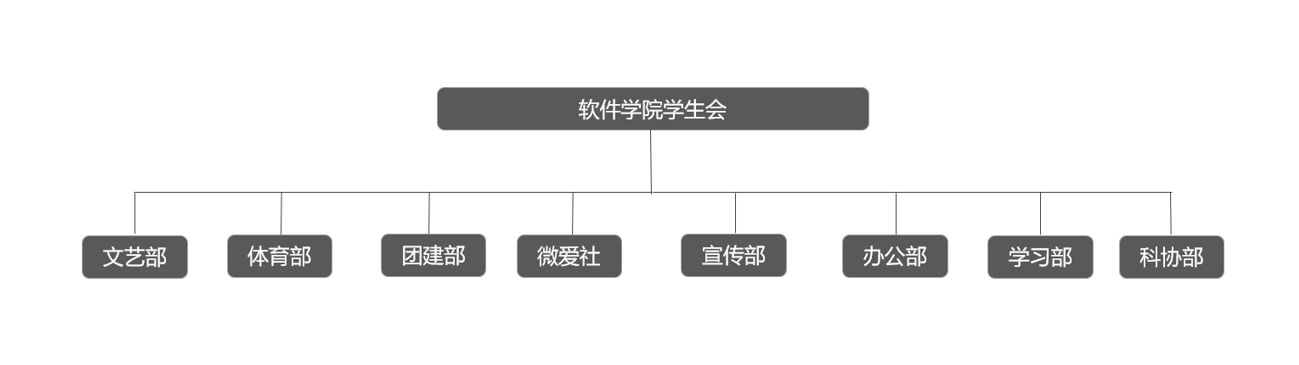 软件学院学生会
文艺部
体育部
团建部
微爱社
宣传部
办公部
学习部
科协部